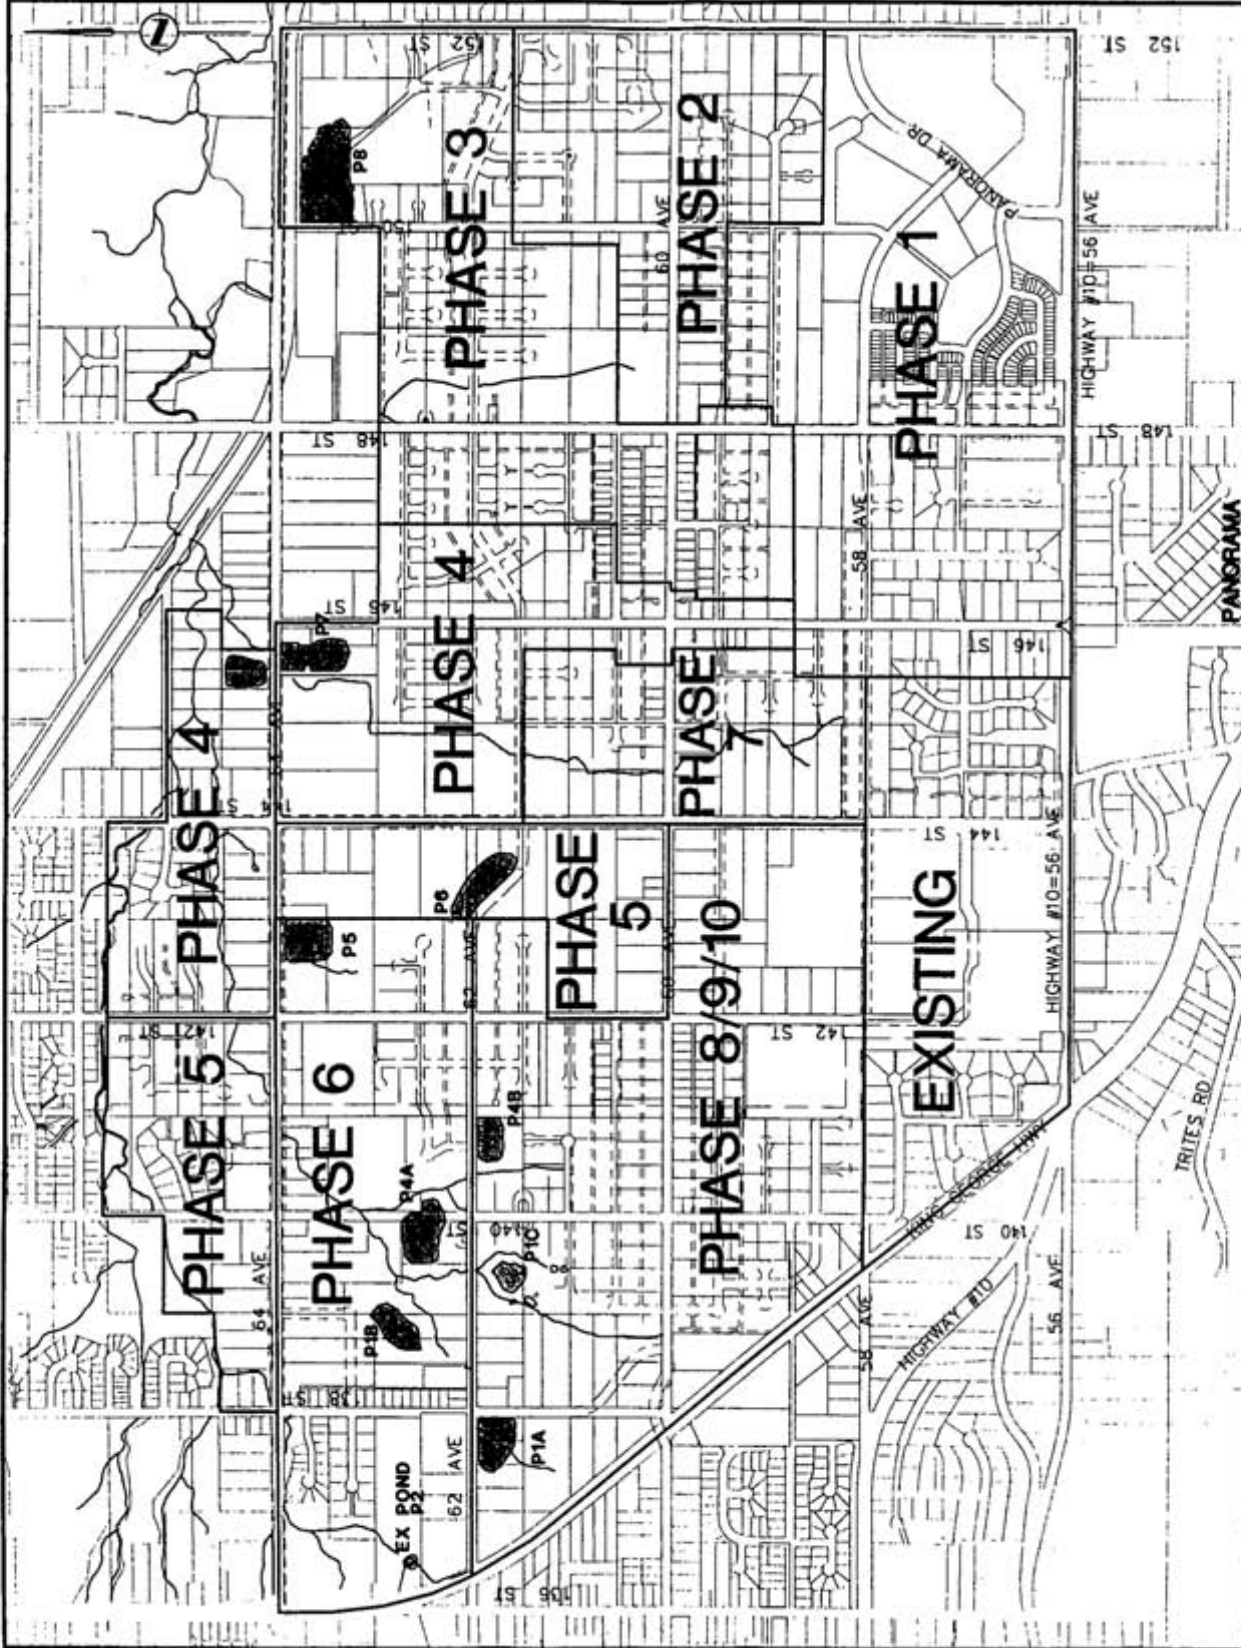 Z
152 ST
152 ST
P8
PHASE 3
PHASE 2
PANORAMA DR
150
ST
60 AVE
PHASE 1
HIGHWAY #10=56 AVE
148 ST
148 ST
58 AVE
PHASE 4
PANORAMA
P7
146 ST
PHASE 4
PHASE
7
144 ST
144 ST
HIGHWAY #10=56 AVE
P6
P5
PHASE
5
62 AVE
60 AVE
PHASE 8/9/10
EXISTING
142 ST
142 ST
PHASE 5
PHASE 6
P4B
P4A
TRITES RD
KING GEORGE HWY
140 ST
140 ST
P1C
64 AVE
P1B
58 AVE
56 AVE
HIGHWAY #10
138 ST
P1A
EX POND
P2
62 AVE
136 ST